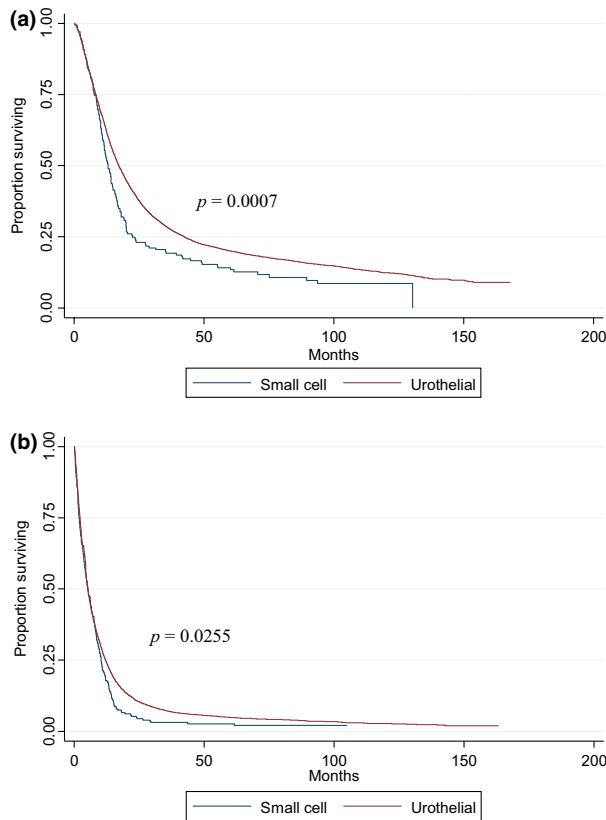 (a)
1.00
0.75
0.50
0.25
0.00
Proportion surviving
p = 0.0007
0 50 100 150 200
Months
Small cell Urothelial
(b)
1.00
0.75
0.50
0.25
0.00
Proportion surviving
p = 0.0255
0 50 100 150 200
Months
Small cell Urothelial